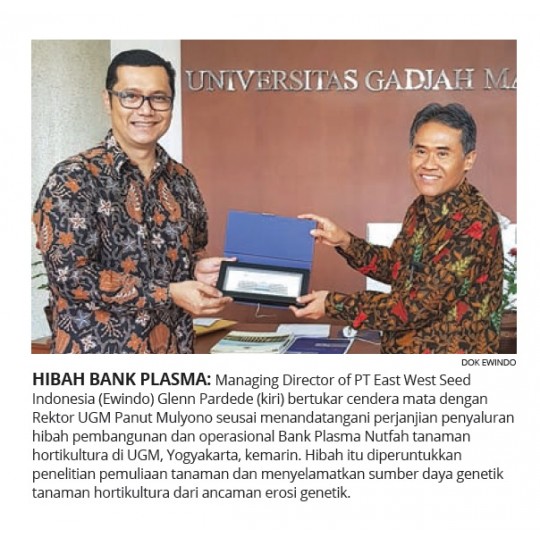 UNIVERSITAS GADJAH MA
DOK EWINDO
HIBAH BANK PLASMA: Managing Director of PT East West Seed
Indonesia (Ewindo) Glenn Pardede (kiri) bertukar cendera mata dengan
Rektor UGM Panut Mulyono seusai menandatangani perjanjian penyaluran
hibah pembangunan dan operasional Bank Plasma Nutfah tanaman
hortikultura di UGM, Yogyakarta, kemarin. Hibah itu diperuntukkan
penelitian pemuliaan tanaman dan menyelamatkan sumber daya genetik
tanaman hortikultura dari ancaman erosi genetik.